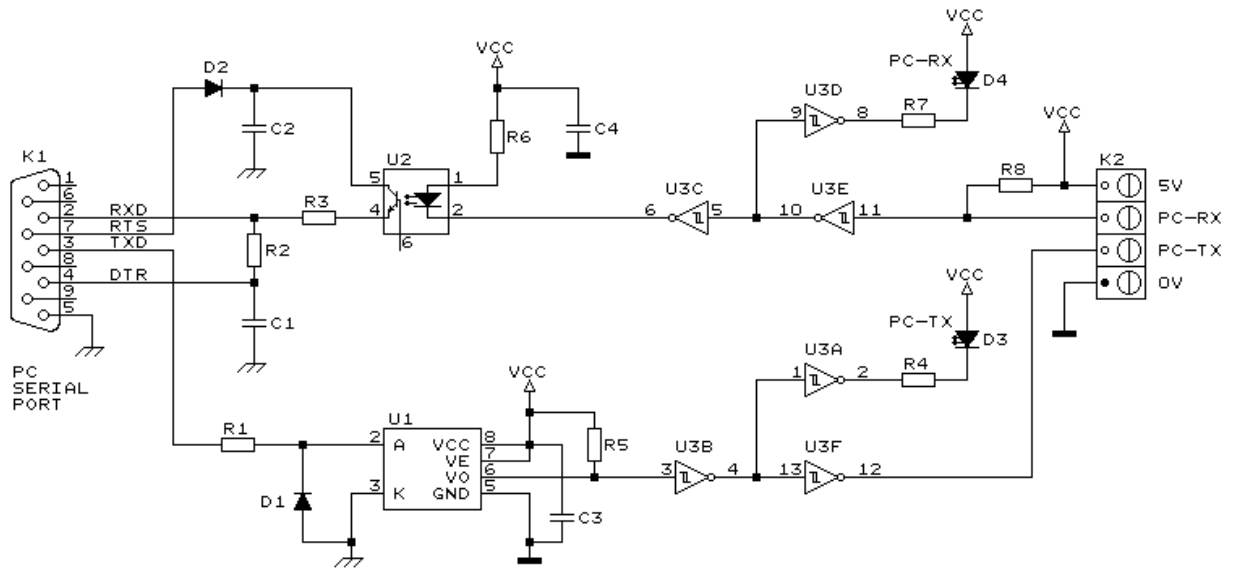 VCC
PC-RX
D4
D2
VCC
U3D
9
8
R7
C2
R6
C4
VCC
K1
U2
R8
K2
1
6
2
7
3
8
4
9
5
RXD
RTS
TXD
DTR
R3
R2
C1
5
4
6
1
2
U3C
6
5
U3E
10
11
5V
PC-RX
PC-TX
0V
VCC
PC-TX
D3
PC
SERIAL
PORT
VCC
U3A
1
2
R4
R1
U1
2
A
VCC
8
VE
7
VO
6
3
K
GND
5
R5
U3B
3
4
U3F
13
12
D1
C3